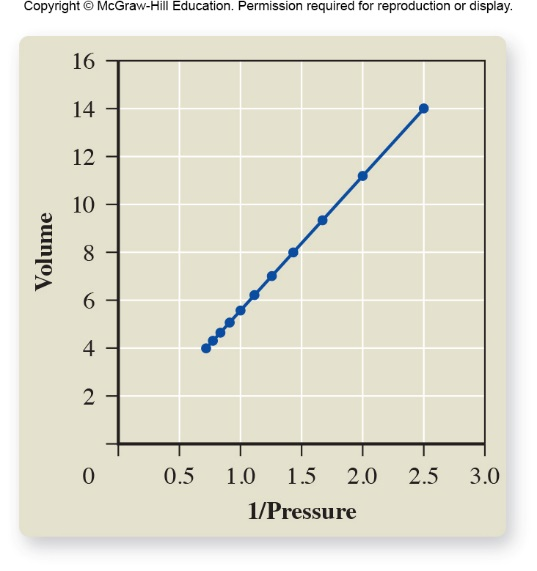 Copyright © McGraw-Hill Education. Permission required for reproduction or display.
16
14
12
10
8
6
4
2
Volume
0 0.5 1.0 1.5 2.0 2.5 3.0
1/Pressure